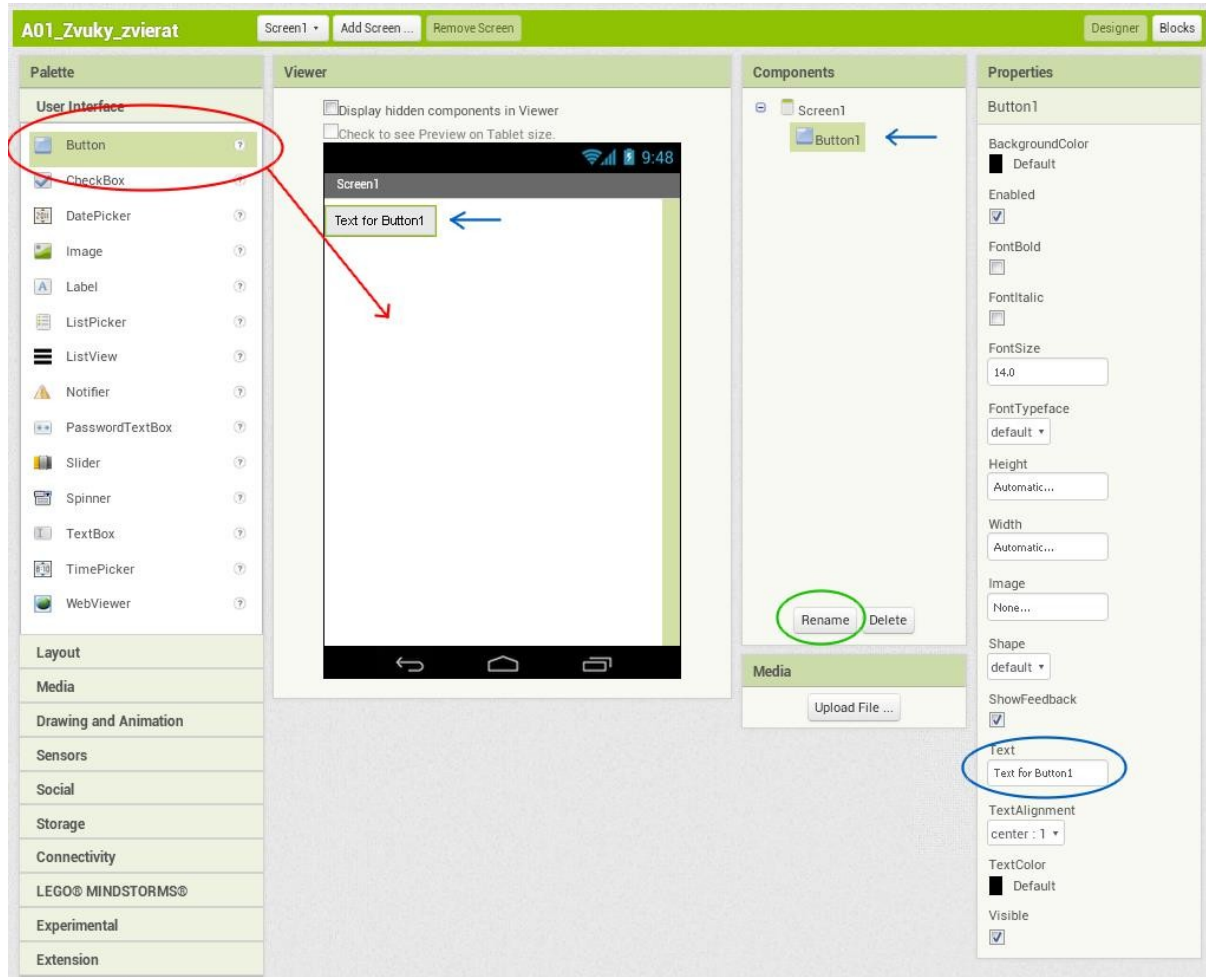 A01_Zvuky_zvierat
Screen1
Add Screen ...
Remove Screen
Designer
Blocks
Palette
User Interface
Button
?
CheckBox
?
DatePicker
?
Image
?
Label
?
ListPicker
?
ListView
?
Notifier
?
PasswordTextBox
?
Slider
?
Spinner
?
TextBox
?
TimePicker
?
WebViewer
?
Layout
Media
Drawing and Animation
Sensors
Social
Storage
Connectivity
LEGO® MINDSTORMS®
Experimental
Extension
Viewer
Display hidden components in Viewer
Check to see Preview on Tablet size.
9:48
Screen1
Text for Button1
Components
Screen1
Button1
Rename
Delete
Media
Upload File ...
Properties
Button1
BackgroundColor
Default
Enabled
FontBold
FontItalic
FontSize
14.0
FontTypeface
default
Height
Automatic...
Width
Automatic...
Image
None...
Shape
default
ShowFeedback
Text
Text for Button1
TextAlignment
center : 1
TextColor
Default
Visible